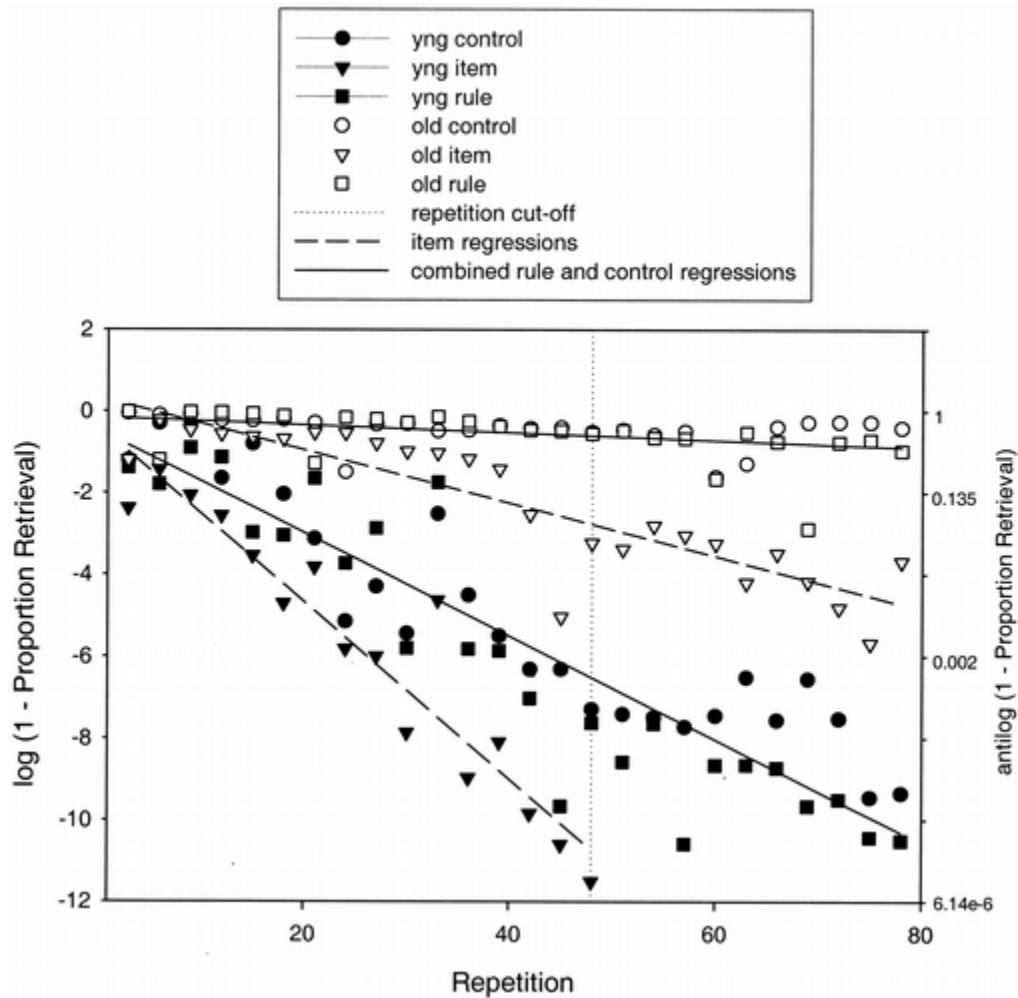 yng control
yng item
yng rule
old control
old item
old rule
repetition cut-off
item regressions
combined rule and control regressions
2
0
-2
-4
-6
-8
-10
-12
log (1 - Proportion Retrieval)
1
0.135
0.002
6.14e-6
antilog (1 - Proportion Retrieval)
20
40
60
80
Repetition